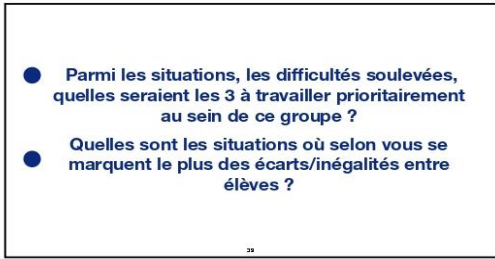 Parmi les situations, les difficultés soulevées,
quelles seraient les 3 à travailler prioritairement
au sein de ce groupe ?
Quelles sont les situations où selon vous se
marquent le plus des écarts/inégalités entre
élèves ?